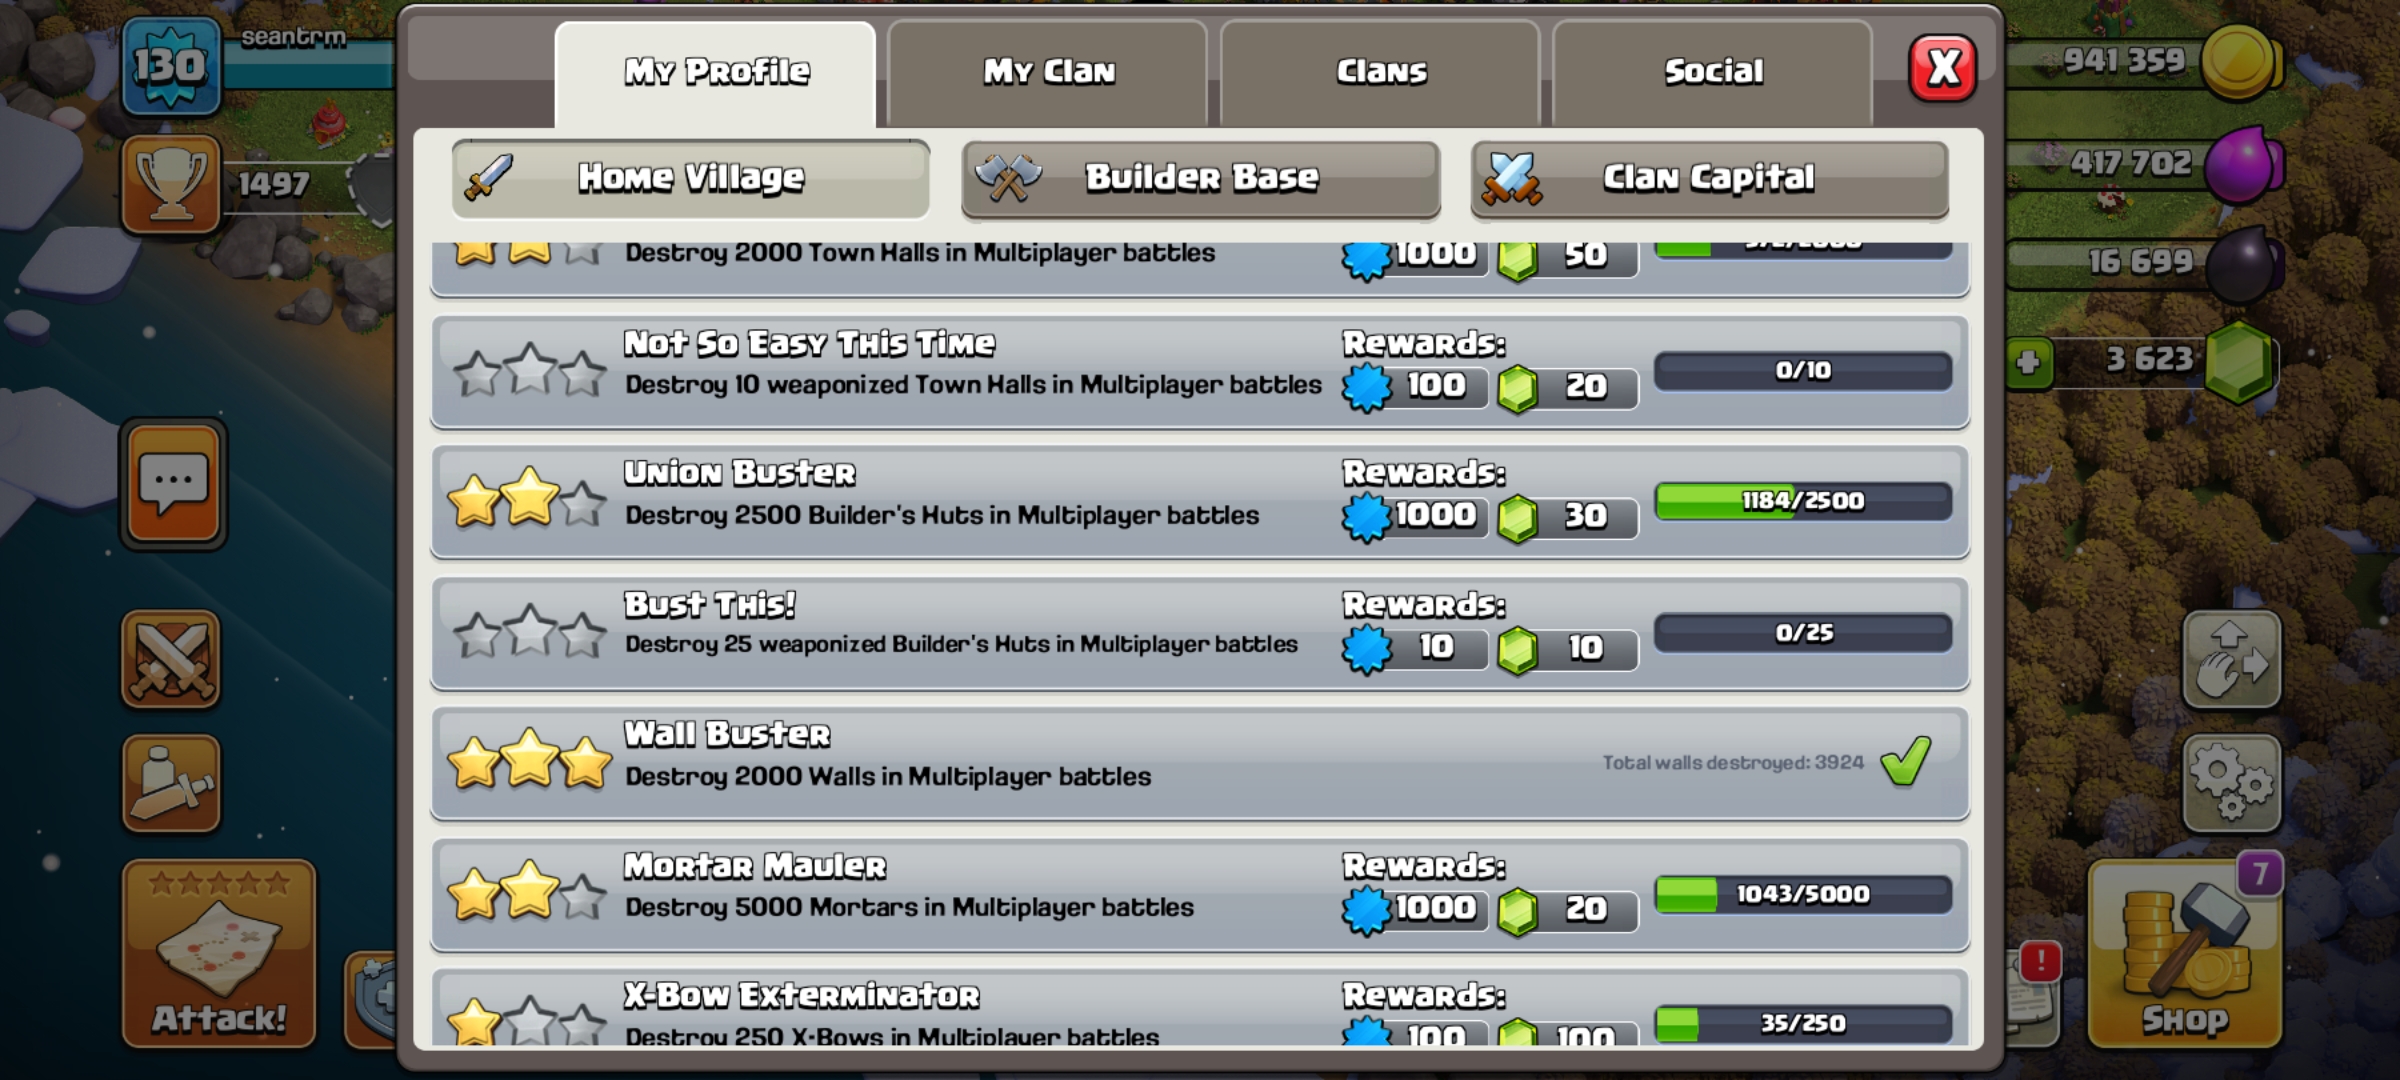 130
seantrm
1497
My Profile
My Clan
Clans
Social
X
941 359
417 702
16 699
3 623
Home Village
Builder Base
Clan Capital
Destroy 2000 Town Halls in Multiplayer battles
1000
50
Not So Easy This Time
Destroy 10 weaponized Town Halls in Multiplayer battles
Rewards:
100
20
0/10
Union Buster
Destroy 2500 Builder's Huts in Multiplayer battles
Rewards:
1000
30
1184/2500
Bust This!
Destroy 25 weaponized Builder's Huts in Multiplayer battles
Rewards:
10
10
0/25
Wall Buster
Destroy 2000 Walls in Multiplayer battles
Total walls destroyed: 3924
Mortar Mauler
Destroy 5000 Mortars in Multiplayer battles
Rewards:
1000
20
1043/5000
X-Bow Exterminator
Destroy 250 X-Bows in Multiplayer battles
Rewards:
100
100
35/250
Attack!
!
7
Shop